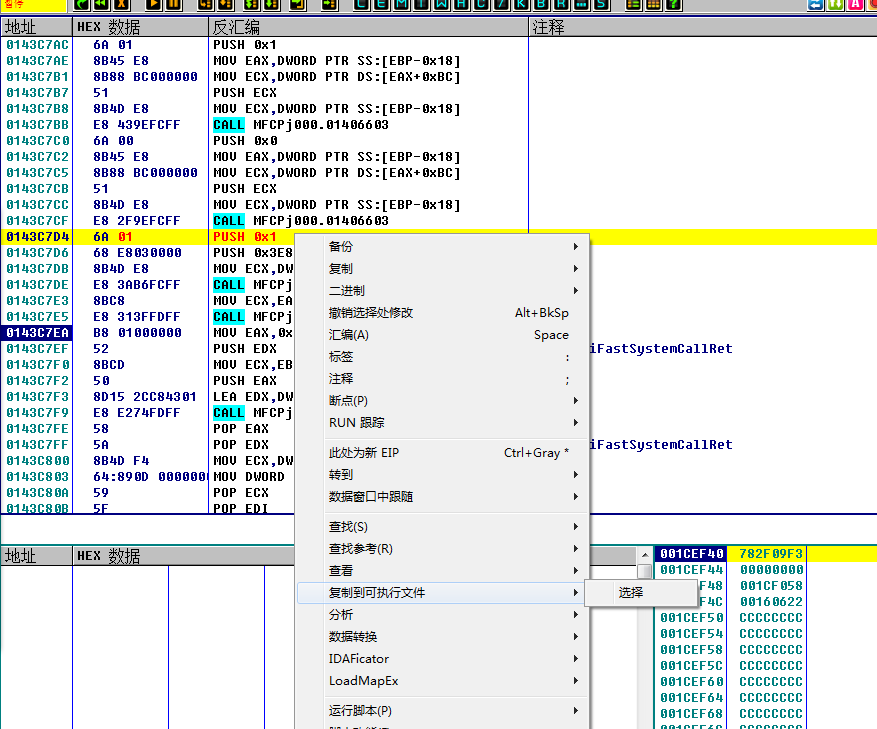 暂停
C E M T W H C / K B R ... S
地址 HEX 数据 反汇编 注释
0143C7AC 6A 01 PUSH 0x1
0143C7AE 8B45 E8 MOV EAX,DWORD PTR SS:[EBP-0x18]
0143C7B1 8B88 BC000000 MOV ECX,DWORD PTR DS:[EAX+0xBC]
0143C7B7 51 PUSH ECX
0143C7B8 8B4D E8 MOV ECX,DWORD PTR SS:[EBP-0x18]
0143C7BB E8 439EFCFF CALL MFCPj000.01406603
0143C7C0 6A 00 PUSH 0x0
0143C7C2 8B45 E8 MOV EAX,DWORD PTR SS:[EBP-0x18]
0143C7C5 8B88 BC000000 MOV ECX,DWORD PTR DS:[EAX+0xBC]
0143C7CB 51 PUSH ECX
0143C7CC 8B4D E8 MOV ECX,DWORD PTR SS:[EBP-0x18]
0143C7CF E8 2F9EFCFF CALL MFCPj000.01406603
0143C7D4 6A 01 PUSH 0x1
0143C7D6 68 E8030000 PUSH 0x3E8
0143C7DB 8B4D E8 MOV ECX,DW
0143C7DE E8 3AB6FCFF CALL MFCPj
0143C7E3 8BC8 MOV ECX,EA
0143C7E5 E8 313FFDFF CALL MFCPj
0143C7EA B8 01000000 MOV EAX,0x
0143C7EF 52 PUSH EDX iFastSystemCallRet
0143C7F0 8BCD MOV ECX,EB
0143C7F2 50 PUSH EAX
0143C7F3 8D15 2CC84301 LEA EDX,DW
0143C7F9 E8 E274FDFF CALL MFCPj
0143C7FE 58 POP EAX
0143C7FF 5A POP EDX iFastSystemCallRet
0143C800 8B4D F4 MOV ECX,DW
0143C803 64:890D 0000000 MOV DWORD
0143C80A 59 POP ECX
0143C80B 5F POP EDI
备份
复制
二进制
撤销选择处修改 Alt+BkSp
汇编(A) Space
标签 :
注释 ;
断点(P)
RUN 跟踪
此处为新 EIP Ctrl+Gray *
转到
数据窗口中跟随
查找(S)
查找参考(R)
查看
复制到可执行文件
分析
数据转换
IDAFicator
LoadMapEx
运行脚本(P)
选择
地址 HEX 数据
001CEF40 782F09F3
001CEF44 00000000
F48 001CF058
F4C 00160622
001CEF50 CCCCCCCC
001CEF54 CCCCCCCC
001CEF58 CCCCCCCC
001CEF5C CCCCCCCC
001CEF60 CCCCCCCC
001CEF64 CCCCCCCC
001CEF68 CCCCCCCC